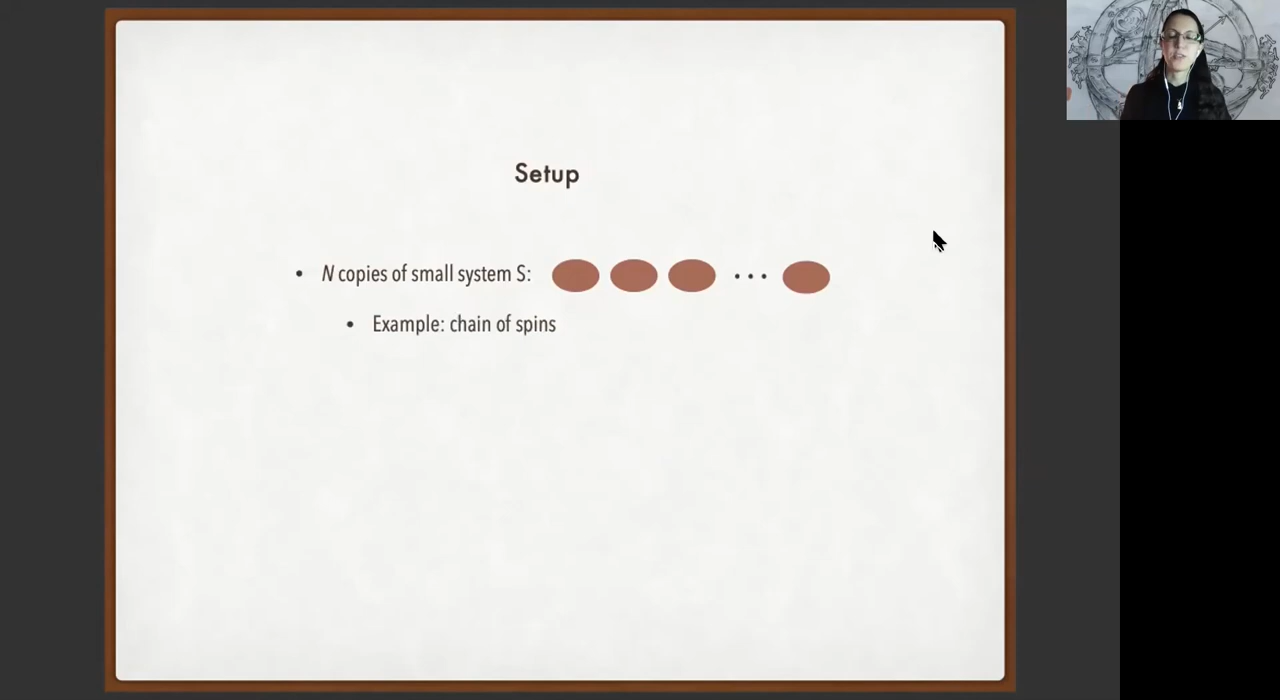 Setup
• N copies of small system S: • • •
• Example: chain of spins